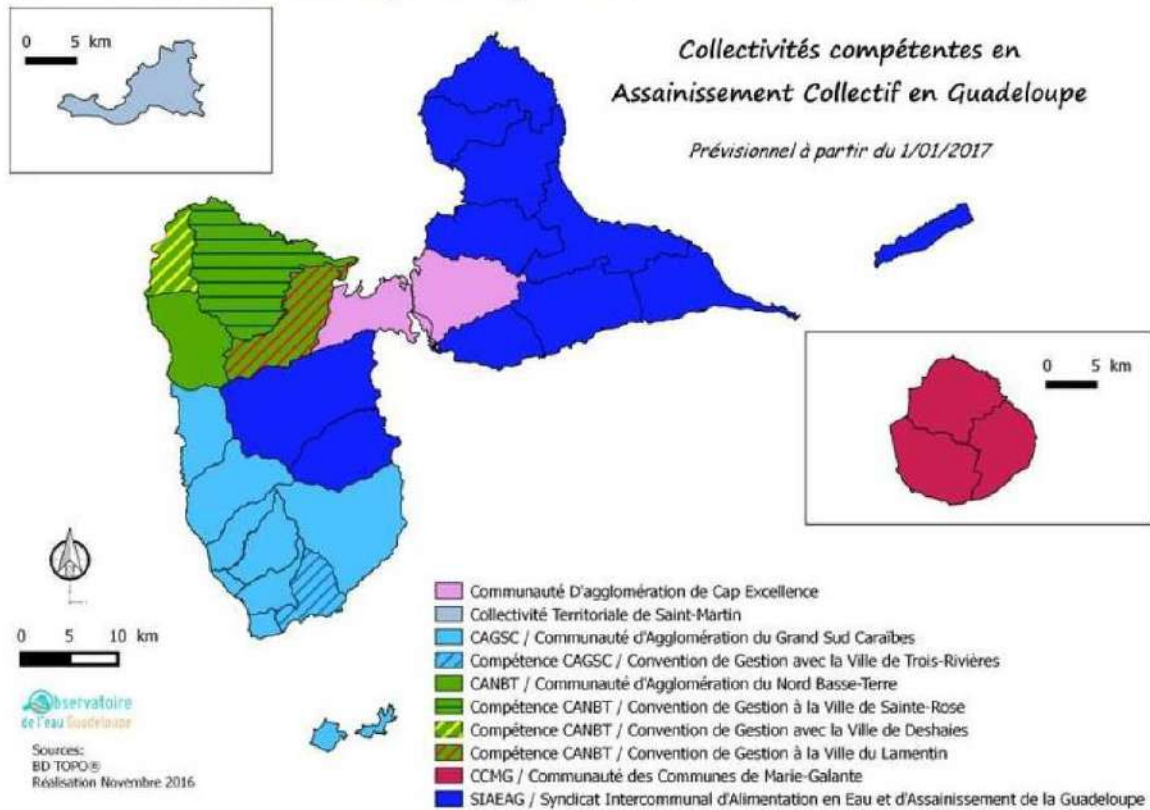 0 5 km
Collectivités compétentes en
Assainissement Collectif en Guadeloupe
Prévisionnel à partir du 1/01/2017
0 5 km
Communauté D'agglomération de Cap Excellence
Collectivité Territoriale de Saint-Martin
CAGSC / Communauté d'Agglomération du Grand Sud Caraïbes
Compétence CAGSC / Convention de Gestion avec la Ville de Trois-Rivières
CANBT / Communauté d'Agglomération du Nord Basse-Terre
Compétence CANBT / Convention de Gestion à la Ville de Sainte-Rose
Compétence CANBT / Convention de Gestion avec la Ville de Deshaies
Compétence CANBT / Convention de Gestion à la Ville du Lamentin
CCMG / Communauté des Communes de Marie-Galante
SIAEAG / Syndicat Intercommunal d'Alimentation en Eau et d'Assainissement de la Guadeloupe
0 5 10 km
Observatoire
de l'eau Guadeloupe
Sources:
BD TOPO®
Réalisation Novembre 2016